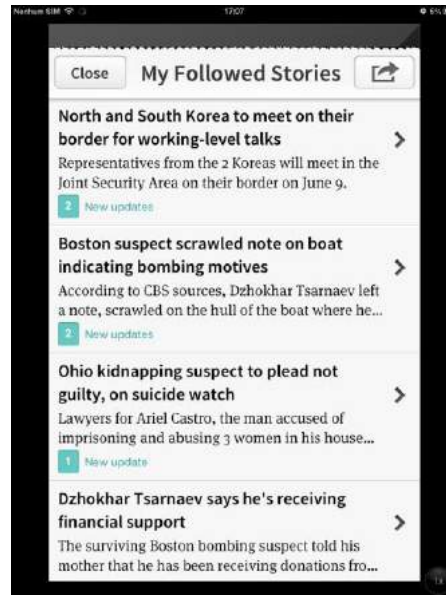 Nenhum SIM
17:07
Close
My Followed Stories
North and South Korea to meet on their
border for working-level talks
Representatives from the 2 Koreas will meet in the
Joint Security Area on their border on June 9.
2 New updates
Boston suspect scrawled note on boat
indicating bombing motives
According to CBS sources, Dzhokhar Tsarnaev left
a note, scrawled on the hull of the boat where he...
2 New updates
Ohio kidnapping suspect to plead not
guilty, on suicide watch
Lawyers for Ariel Castro, the man accused of
imprisoning and abusing 3 women in his house...
1 New update
Dzhokhar Tsarnaev says he's receiving
financial support
The surviving Boston bombing suspect told his
mother that he has been receiving donations fro...